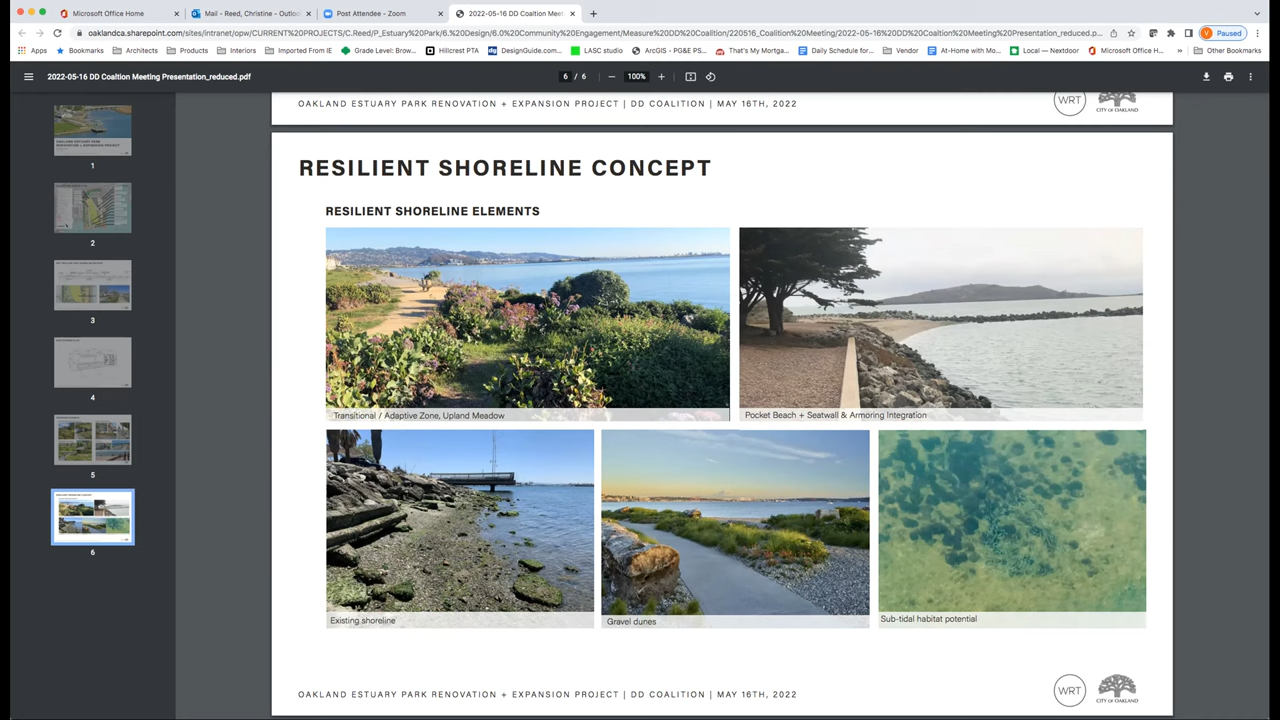 Microsoft Office Home
Mail - Reed, Christine - Outloo
Post Attendee - Zoom
2022-05-16 DD Coaltion Meet
oaklandca.sharepoint.com/sites/intranet/opw/CURRENT%20PROJECTS/C.Reed/P_Estuary%20Park/6.%20Design/6.0%20Community%20Engagement/Measure%20DD%20Coalition/220516_Coalition%20Meeting/2022-05-16%20DD%20Coaltion%20Meeting%20Presentation_reduced.p...
Paused
Apps
Bookmarks
Architects
Products
Interiors
Imported From IE
Grade Level: Brow...
Hillcrest PTA
DesignGuide.com...
LASC studio
ArcGIS - PG&E PS...
That's My Mortga...
Daily Schedule for...
Vendor
At-Home with Mo...
Local — Nextdoor
Microsoft Office H...
Other Bookmarks
2022-05-16 DD Coaltion Meeting Presentation_reduced.pdf
6 / 6
100%
1
2
3
4
5
6
OAKLAND ESTUARY PARK RENOVATION + EXPANSION PROJECT | DD COALITION | MAY 16TH, 2022
WRT
CITY OF OAKLAND
RESILIENT SHORELINE CONCEPT
RESILIENT SHORELINE ELEMENTS
Transitional / Adaptive Zone, Upland Meadow
Pocket Beach + Seatwall & Armoring Integration
Existing shoreline
Gravel dunes
Sub-tidal habitat potential
OAKLAND ESTUARY PARK RENOVATION + EXPANSION PROJECT | DD COALITION | MAY 16TH, 2022
WRT
CITY OF OAKLAND